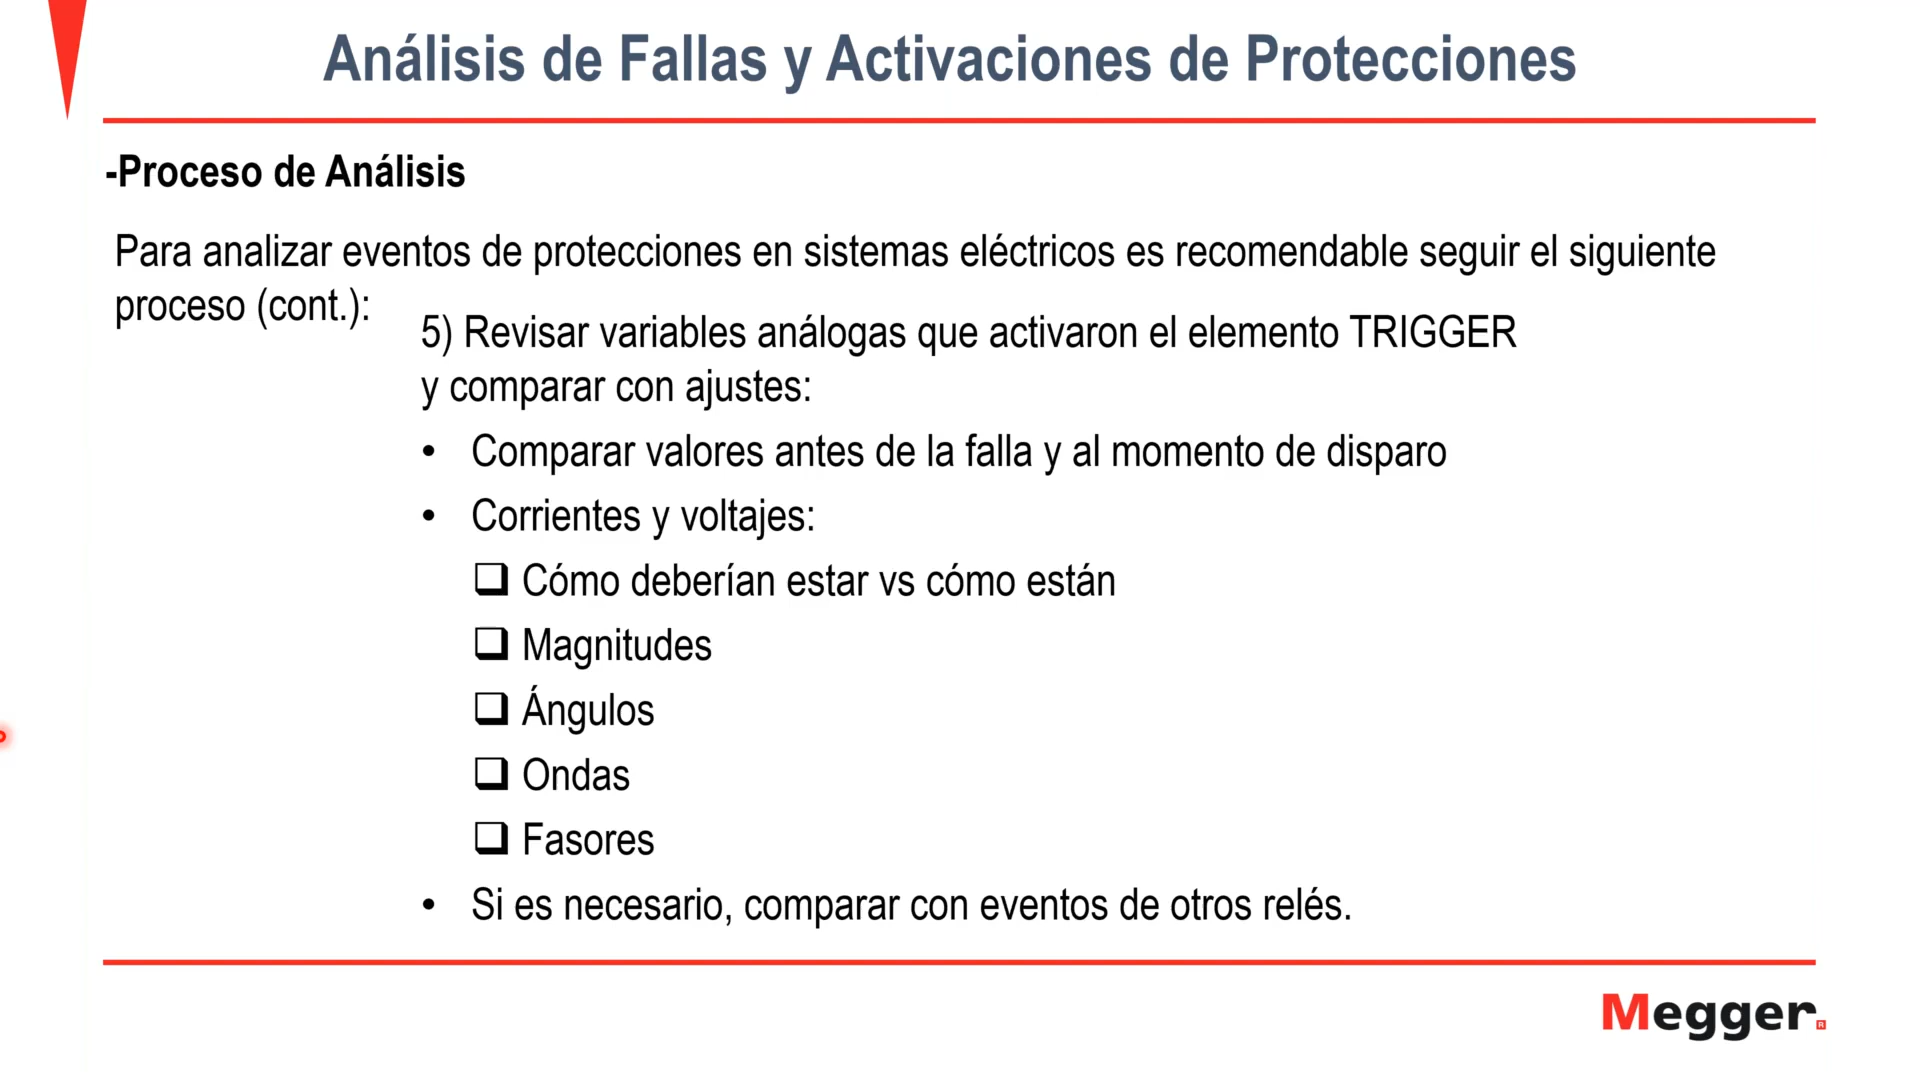 Análisis de Fallas y Activaciones de Protecciones
-Proceso de Análisis
Para analizar eventos de protecciones en sistemas eléctricos es recomendable seguir el siguiente
proceso (cont.):
5) Revisar variables análogas que activaron el elemento TRIGGER
y comparar con ajustes:
• Comparar valores antes de la falla y al momento de disparo
• Corrientes y voltajes:
❑ Cómo deberían estar vs cómo están
❑ Magnitudes
❑ Ángulos
❑ Ondas
❑ Fasores
• Si es necesario, comparar con eventos de otros relés.
Megger®